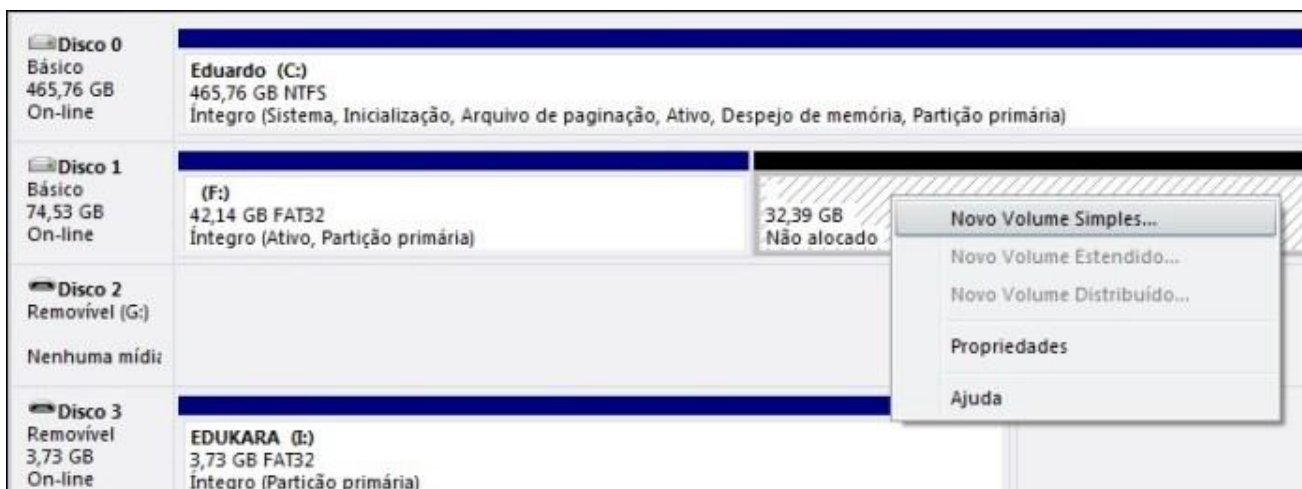 Disco 0
Básico
465,76 GB
On-line
Eduardo (C:)
465,76 GB NTFS
Íntegro (Sistema, Inicialização, Arquivo de paginação, Ativo, Despejo de memória, Partição primária)
Disco 1
Básico
74,53 GB
On-line
(F:)
42,14 GB FAT32
Íntegro (Ativo, Partição primária)
32,39 GB
Não alocado
Novo Volume Simples...
Novo Volume Estendido...
Novo Volume Distribuído...
Propriedades
Ajuda
Disco 2
Removível (G:)
Nenhuma mídia
Disco 3
Removível
3,73 GB
On-line
EDUKARA (I:)
3,73 GB FAT32
Íntegro (Partição primária)